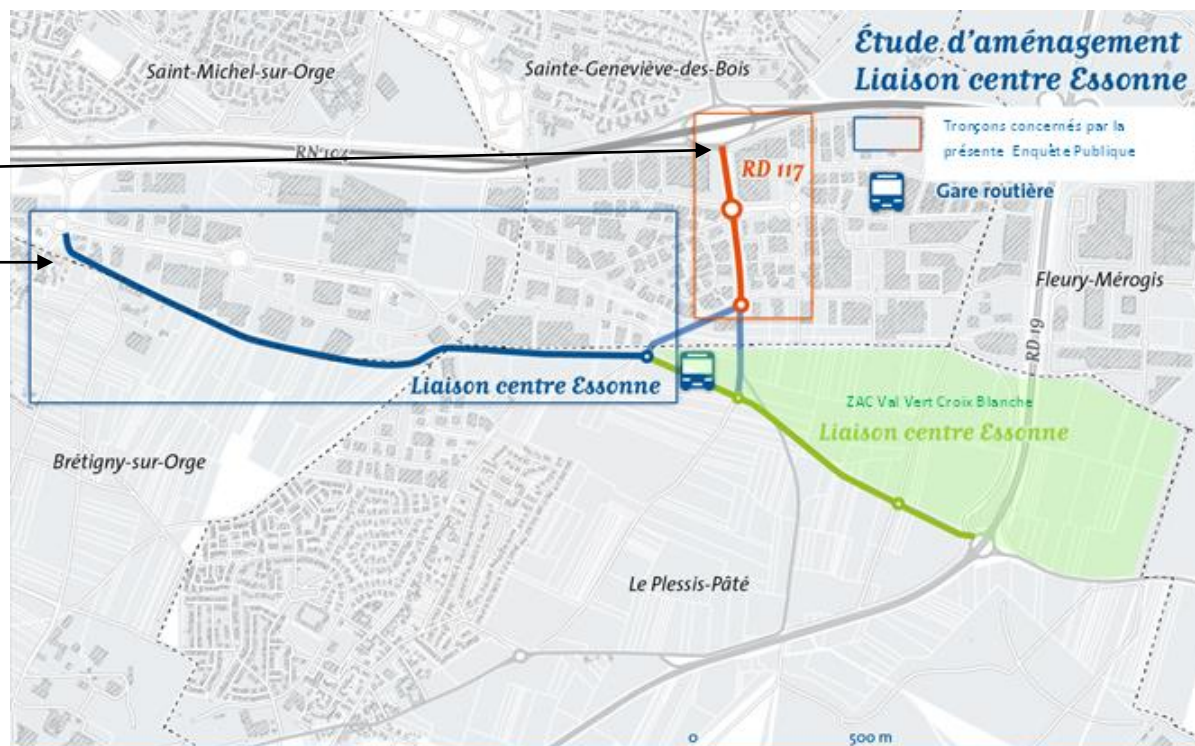 Étude d'aménagement
Liaison centre Essonne
Tronçons concernés par la
présente Enquête Publique
Gare routière
Saint-Michel-sur-Orge
Sainte-Geneviève-des-Bois
RN 104
RD 117
Fleury-Mérogis
RD 19
Liaison centre Essonne
ZAC Val Vert Croix Blanche
Liaison centre Essonne
Brétigny-sur-Orge
Le Plessis-Pâté
0 500 m